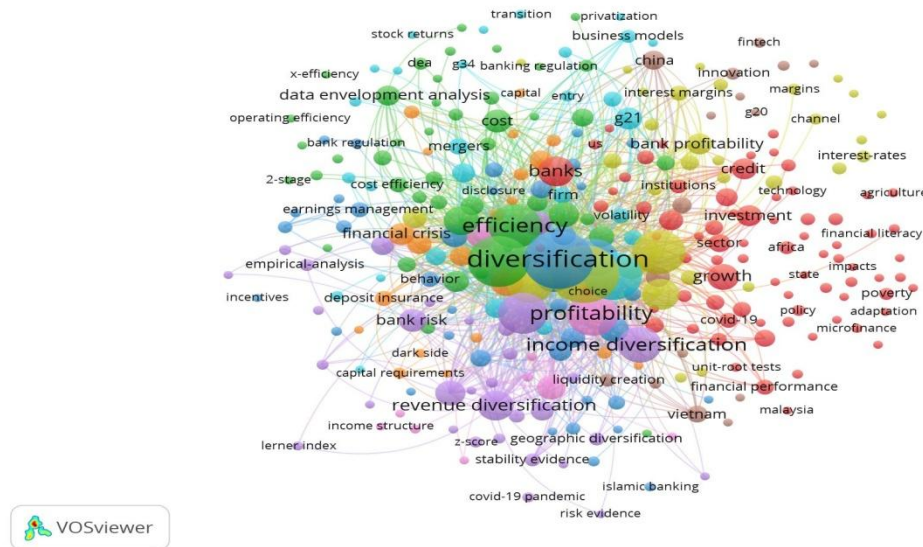 transition
privatization
stock returns
business models
fintech
x-efficiency
dea
g34
banking regulation
china
innovation
data envelopment analysis
capital
entry
interest margins
margins
operating efficiency
cost
g21
g20
channel
bank regulation
mergers
us
bank profitability
interest-rates
2-stage
cost efficiency
disclosure
banks
firm
institutions
credit
technology
agriculture
earnings management
volatility
investment
financial crisis
efficiency
sector
africa
financial literacy
empirical-analysis
behavior
diversification
growth
state
impacts
incentives
deposit insurance
choice
poverty
bank risk
profitability
covid-19
policy
adaptation
microfinance
dark side
income diversification
capital requirements
liquidity creation
unit-root tests
financial performance
revenue diversification
vietnam
malaysia
income structure
lerner index
z-score
geographic diversification
stability evidence
islamic banking
covid-19 pandemic
risk evidence
VOSviewer